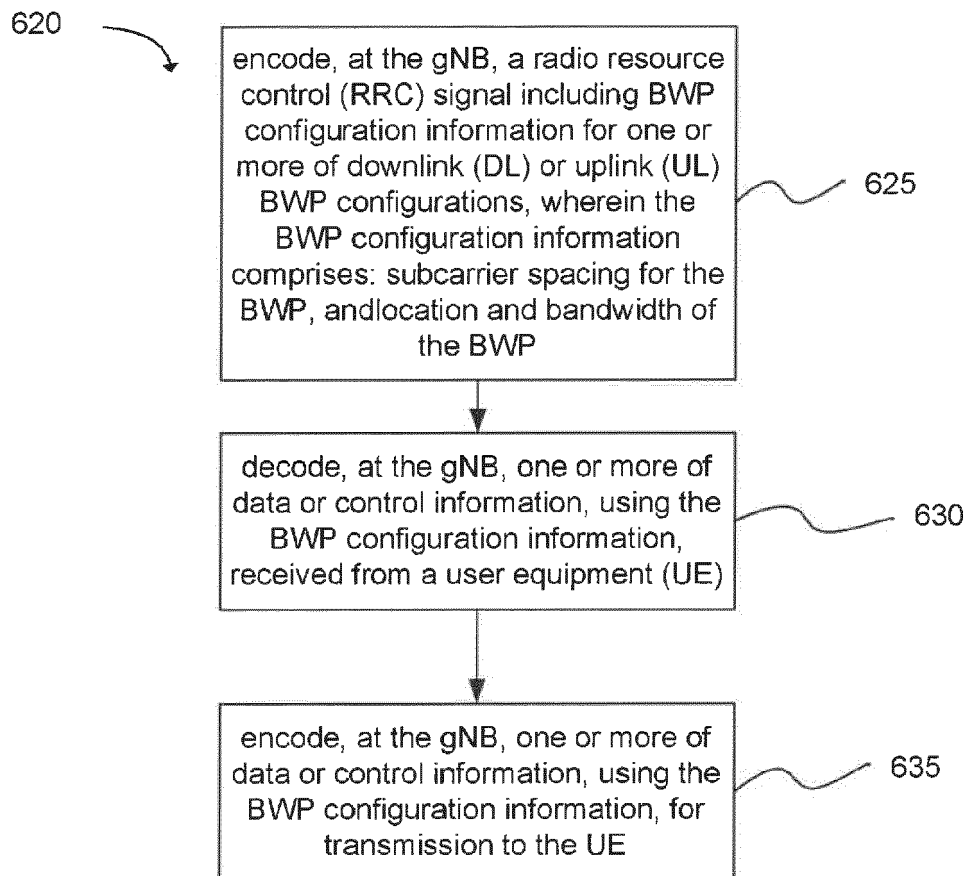 620
encode, at the gNB, a radio resource
control (RRC) signal including BWP
configuration information for one or
more of downlink (DL) or uplink (UL)
BWP configurations, wherein the
BWP configuration information
comprises: subcarrier spacing for the
BWP, andlocation and bandwidth of
the BWP
625
decode, at the gNB, one or more of
data or control information, using the
BWP configuration information,
received from a user equipment (UE)
630
encode, at the gNB, one or more of
data or control information, using the
BWP configuration information, for
transmission to the UE
635